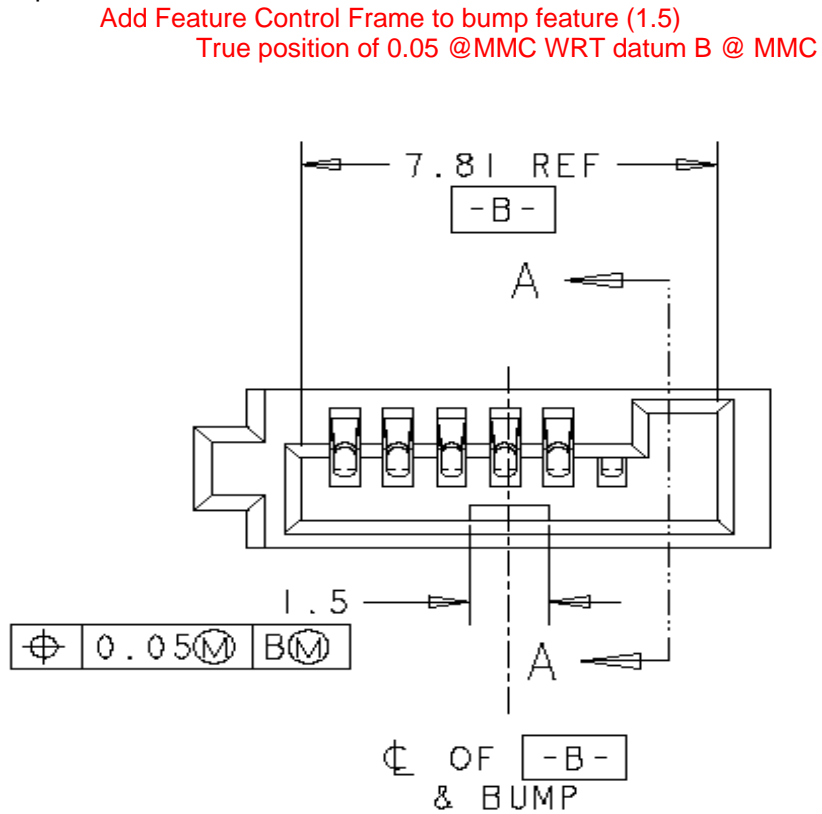 Add Feature Control Frame to bump feature (1.5)
True position of 0.05 @MMC WRT datum B @ MMC
7.81 REF
-B-
A
1.5
⌖ 0.05Ⓜ BⓂ
A
℄ OF -B-
& BUMP